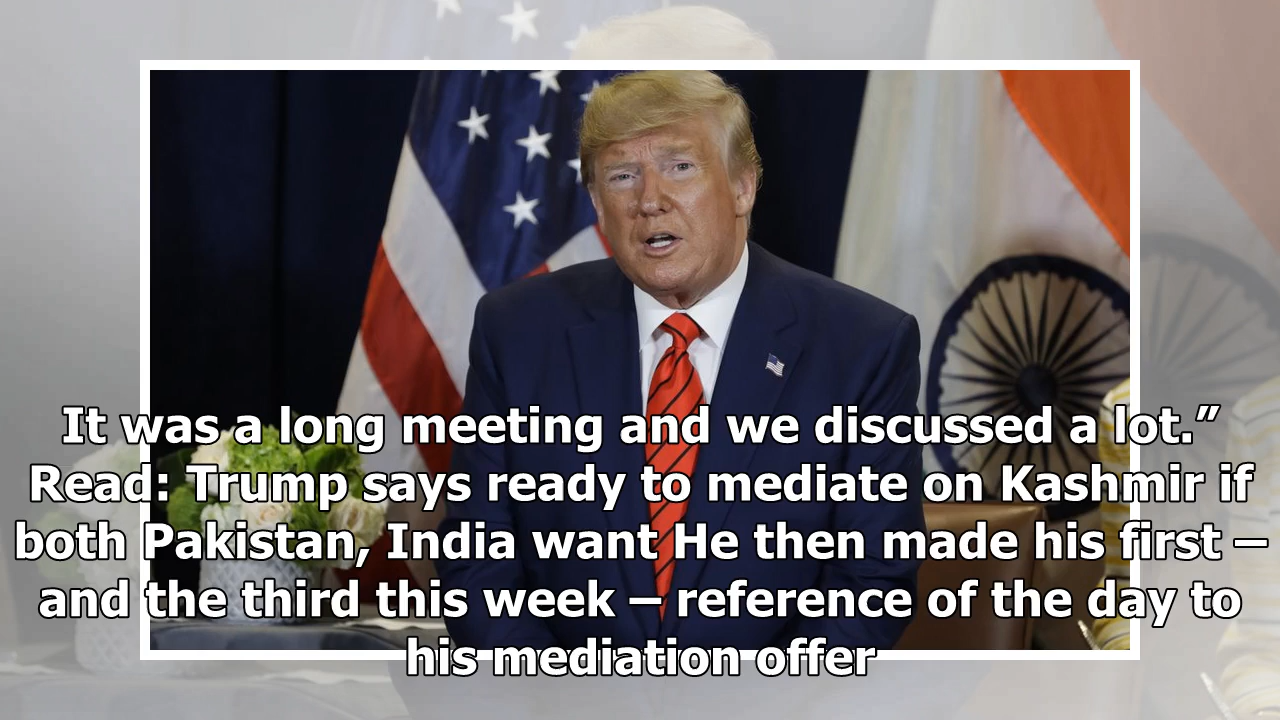 It was a long meeting and we discussed a lot.”
Read: Trump says ready to mediate on Kashmir if
both Pakistan, India want He then made his first –
and the third this week – reference of the day to
his mediation offer